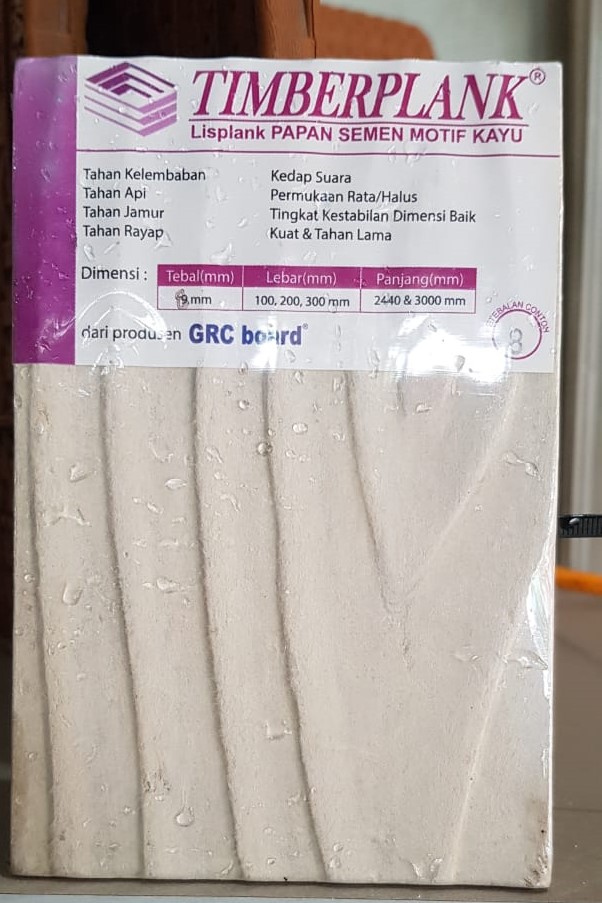 TIMBERPLANK®
Lisplank PAPAN SEMEN MOTIF KAYU
Tahan Kelembaban
Tahan Api
Tahan Jamur
Tahan Rayap
Kedap Suara
Permukaan Rata/Halus
Tingkat Kestabilan Dimensi Baik
Kuat & Tahan Lama
Dimensi :
Tebal(mm) Lebar(mm) Panjang(mm)
mm 100, 200, 300 mm 2440 & 3000 mm
dari produsen GRC board®
CONTOH
8